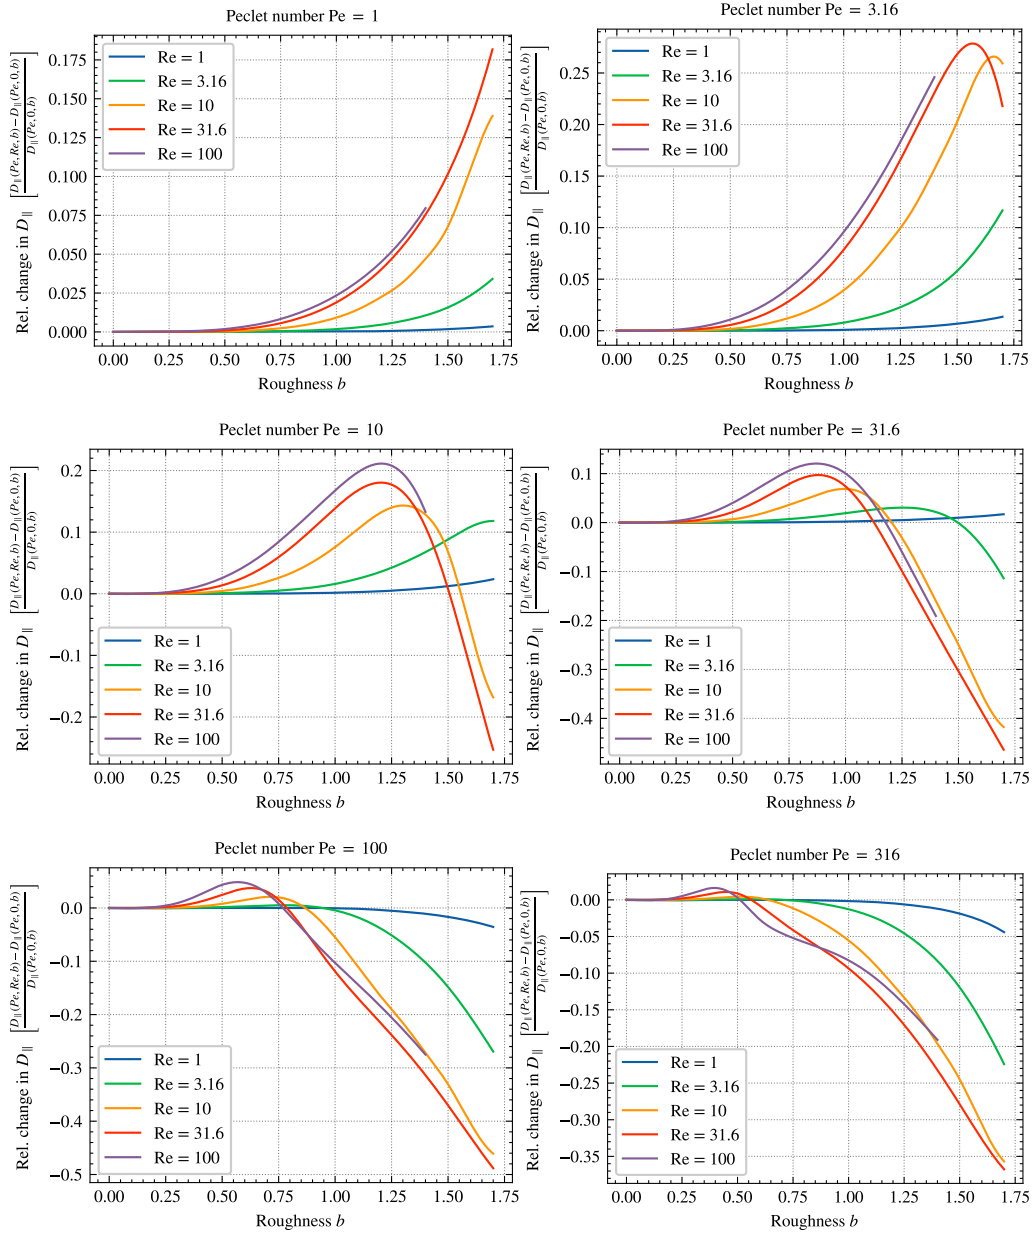 Peclet number Pe = 1
Rel. change in D∥ [D∥(Pe,Re,b)−D∥(Pe,0,b) / D∥(Pe,0,b)]
0.175
0.150
0.125
0.100
0.075
0.050
0.025
0.000
Re = 1
Re = 3.16
Re = 10
Re = 31.6
Re = 100
0.00 0.25 0.50 0.75 1.00 1.25 1.50 1.75
Roughness b
Peclet number Pe = 3.16
Rel. change in D∥ [D∥(Pe,Re,b)−D∥(Pe,0,b) / D∥(Pe,0,b)]
0.25
0.20
0.15
0.10
0.05
0.00
Re = 1
Re = 3.16
Re = 10
Re = 31.6
Re = 100
0.00 0.25 0.50 0.75 1.00 1.25 1.50 1.75
Roughness b
Peclet number Pe = 10
Rel. change in D∥ [D∥(Pe,Re,b)−D∥(Pe,0,b) / D∥(Pe,0,b)]
0.2
0.1
0.0
−0.1
−0.2
Re = 1
Re = 3.16
Re = 10
Re = 31.6
Re = 100
0.00 0.25 0.50 0.75 1.00 1.25 1.50 1.75
Roughness b
Peclet number Pe = 31.6
Rel. change in D∥ [D∥(Pe,Re,b)−D∥(Pe,0,b) / D∥(Pe,0,b)]
0.1
0.0
−0.1
−0.2
−0.3
−0.4
Re = 1
Re = 3.16
Re = 10
Re = 31.6
Re = 100
0.00 0.25 0.50 0.75 1.00 1.25 1.50 1.75
Roughness b
Peclet number Pe = 100
Rel. change in D∥ [D∥(Pe,Re,b)−D∥(Pe,0,b) / D∥(Pe,0,b)]
0.0
−0.1
−0.2
−0.3
−0.4
−0.5
Re = 1
Re = 3.16
Re = 10
Re = 31.6
Re = 100
0.00 0.25 0.50 0.75 1.00 1.25 1.50 1.75
Roughness b
Peclet number Pe = 316
Rel. change in D∥ [D∥(Pe,Re,b)−D∥(Pe,0,b) / D∥(Pe,0,b)]
0.00
−0.05
−0.10
−0.15
−0.20
−0.25
−0.30
−0.35
Re = 1
Re = 3.16
Re = 10
Re = 31.6
Re = 100
0.00 0.25 0.50 0.75 1.00 1.25 1.50 1.75
Roughness b